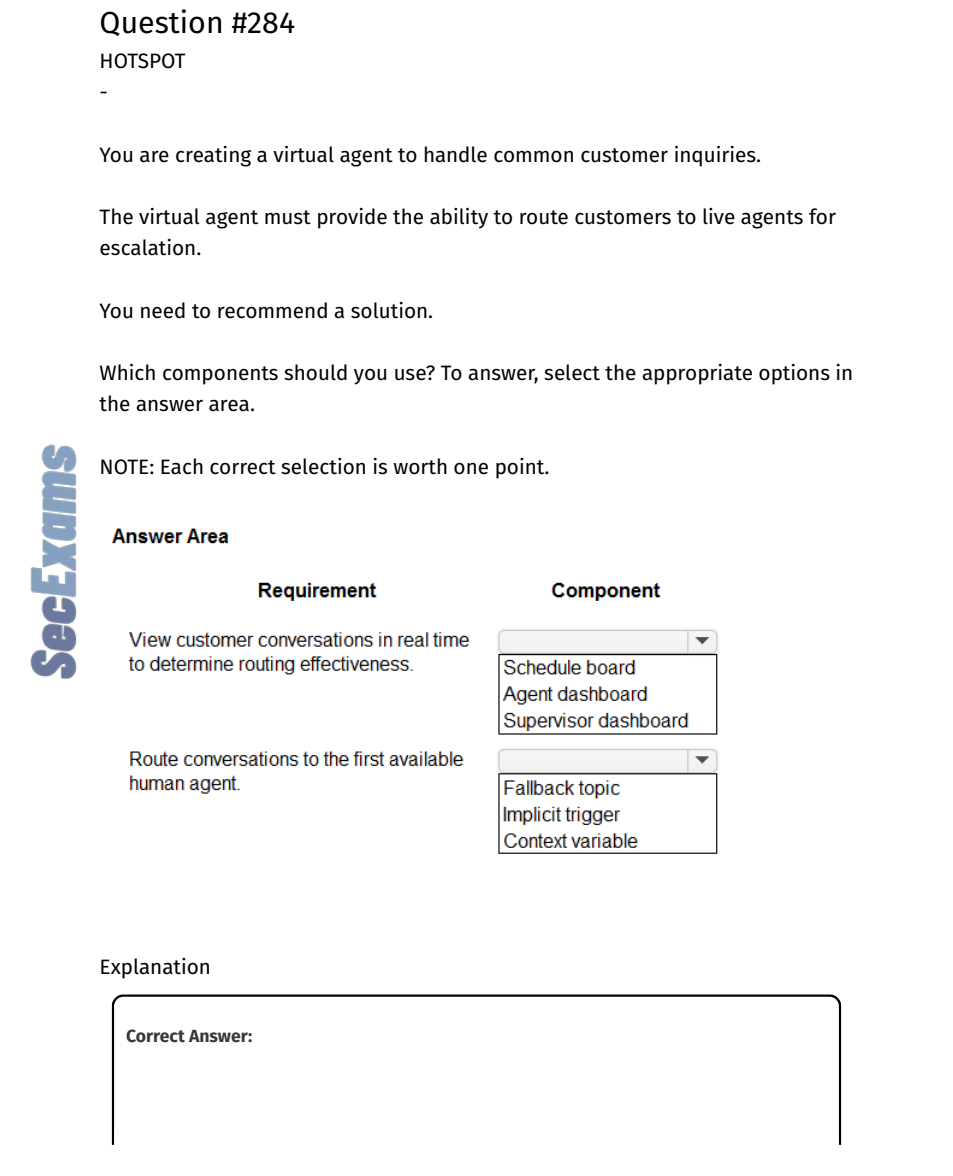 Question #284
HOTSPOT
-
You are creating a virtual agent to handle common customer inquiries.
The virtual agent must provide the ability to route customers to live agents for
escalation.
You need to recommend a solution.
Which components should you use? To answer, select the appropriate options in
the answer area.
NOTE: Each correct selection is worth one point.
SecExams
Answer Area
Requirement Component
View customer conversations in real time
to determine routing effectiveness.
Schedule board
Agent dashboard
Supervisor dashboard
Route conversations to the first available
human agent.
Fallback topic
Implicit trigger
Context variable
Explanation
Correct Answer: